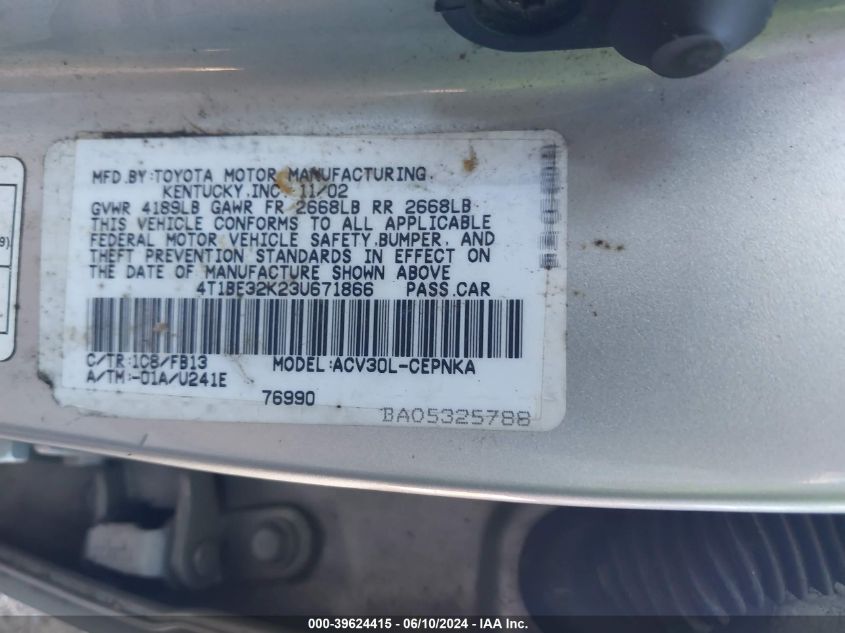 MFD.BY:TOYOTA MOTOR MANUFACTURING.
KENTUCKY,INC. 11/02
GVWR 4189LB GAWR FR 2668LB RR 2668LB
THIS VEHICLE CONFORMS TO ALL APPLICABLE
FEDERAL MOTOR VEHICLE SAFETY,BUMPER, AND
THEFT PREVENTION STANDARDS IN EFFECT ON
THE DATE OF MANUFACTURE SHOWN ABOVE
4T1BE32K23U671866 PASS.CAR
C/TR:1C8/FB13 MODEL:ACV30L-CEPNKA
A/TM:-01A/U241E
76990
BA05325788
9)
000-39624415 - 06/10/2024 - IAA Inc.